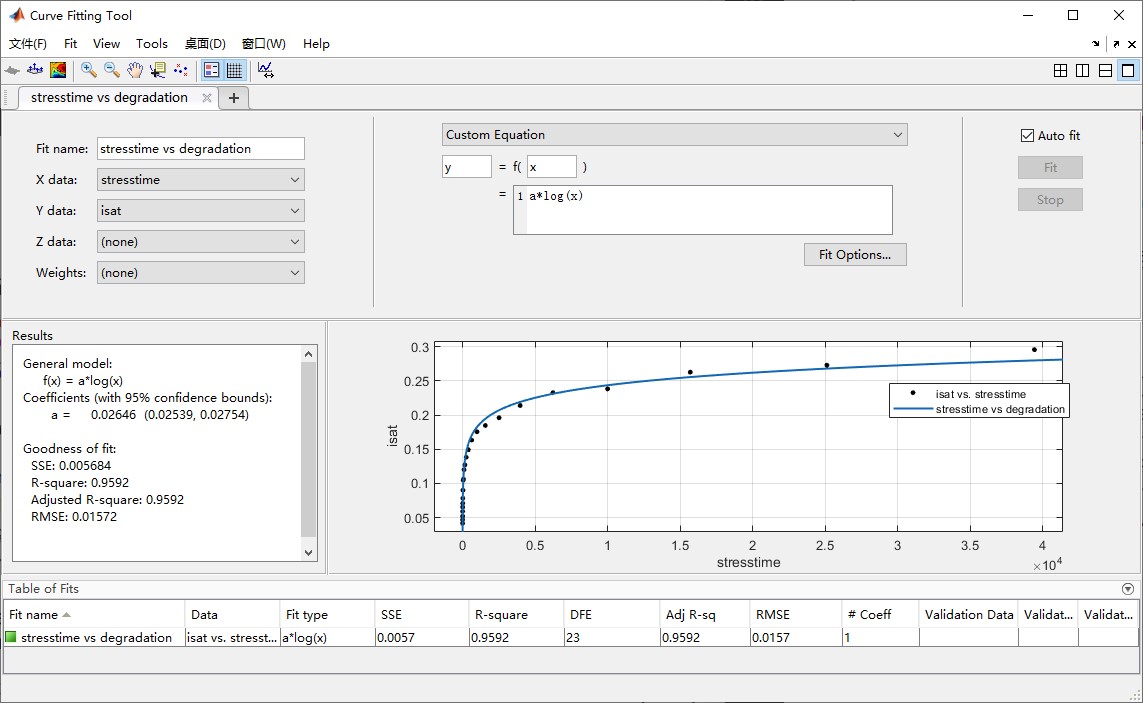 Curve Fitting Tool
文件(F) Fit View Tools 桌面(D) 窗口(W) Help
stresstime vs degradation
Fit name: stresstime vs degradation
X data: stresstime
Y data: isat
Z data: (none)
Weights: (none)
Custom Equation
y = f( x )
= 1 a*log(x)
Fit Options...
Auto fit
Fit
Stop
Results
General model:
f(x) = a*log(x)
Coefficients (with 95% confidence bounds):
a = 0.02646 (0.02539, 0.02754)
Goodness of fit:
SSE: 0.005684
R-square: 0.9592
Adjusted R-square: 0.9592
RMSE: 0.01572
0.3
0.25
0.2
0.15
0.1
0.05
isat
0 0.5 1 1.5 2 2.5 3 3.5 4
stresstime
×10⁴
isat vs. stresstime
stresstime vs degradation
Table of Fits
Fit name Data Fit type SSE R-square DFE Adj R-sq RMSE # Coeff Validation Data Validat... Validat...
stresstime vs degradation isat vs. stresst... a*log(x) 0.0057 0.9592 23 0.9592 0.0157 1